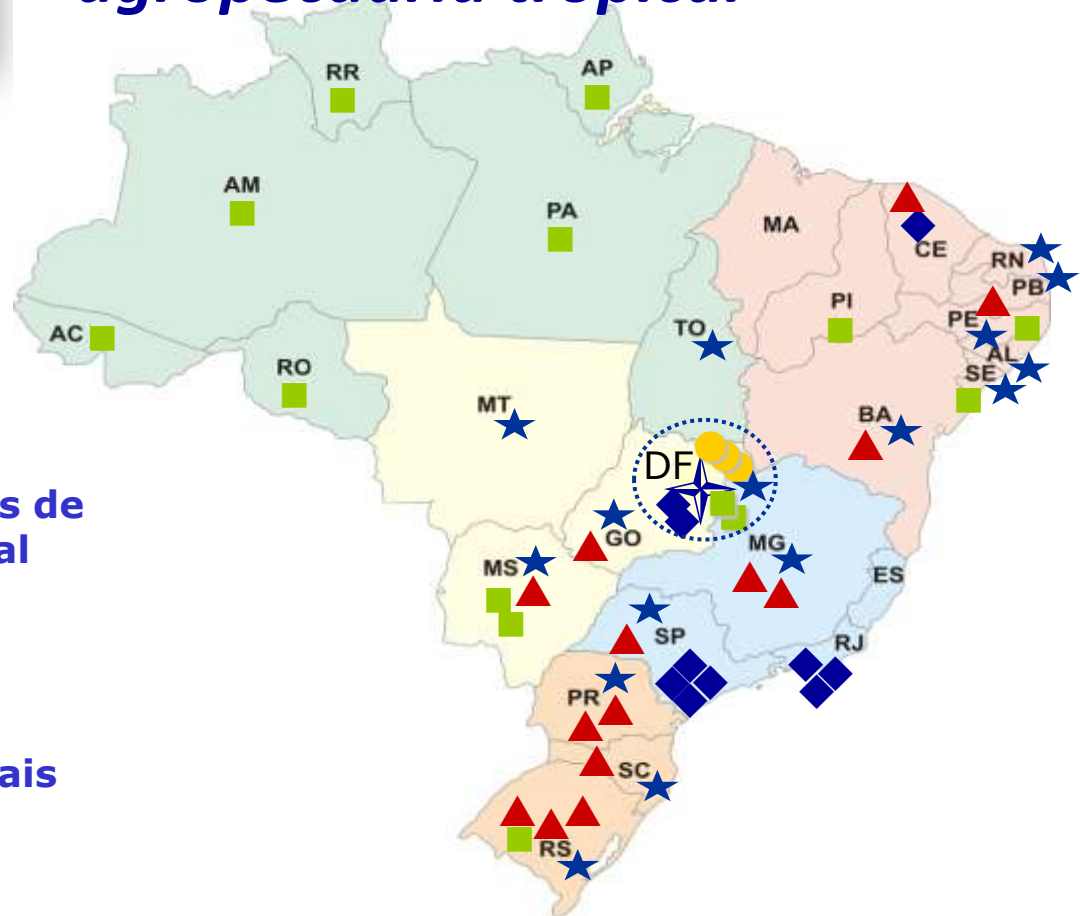 agropecuária tropical
RR
AP
AM
PA
MA
CE
RN
PB
PI
PE
AC
TO
AL
RO
SE
MT
BA
DF
s de
GO
MG
al
MS
ES
SP
RJ
PR
SC
ais
RS